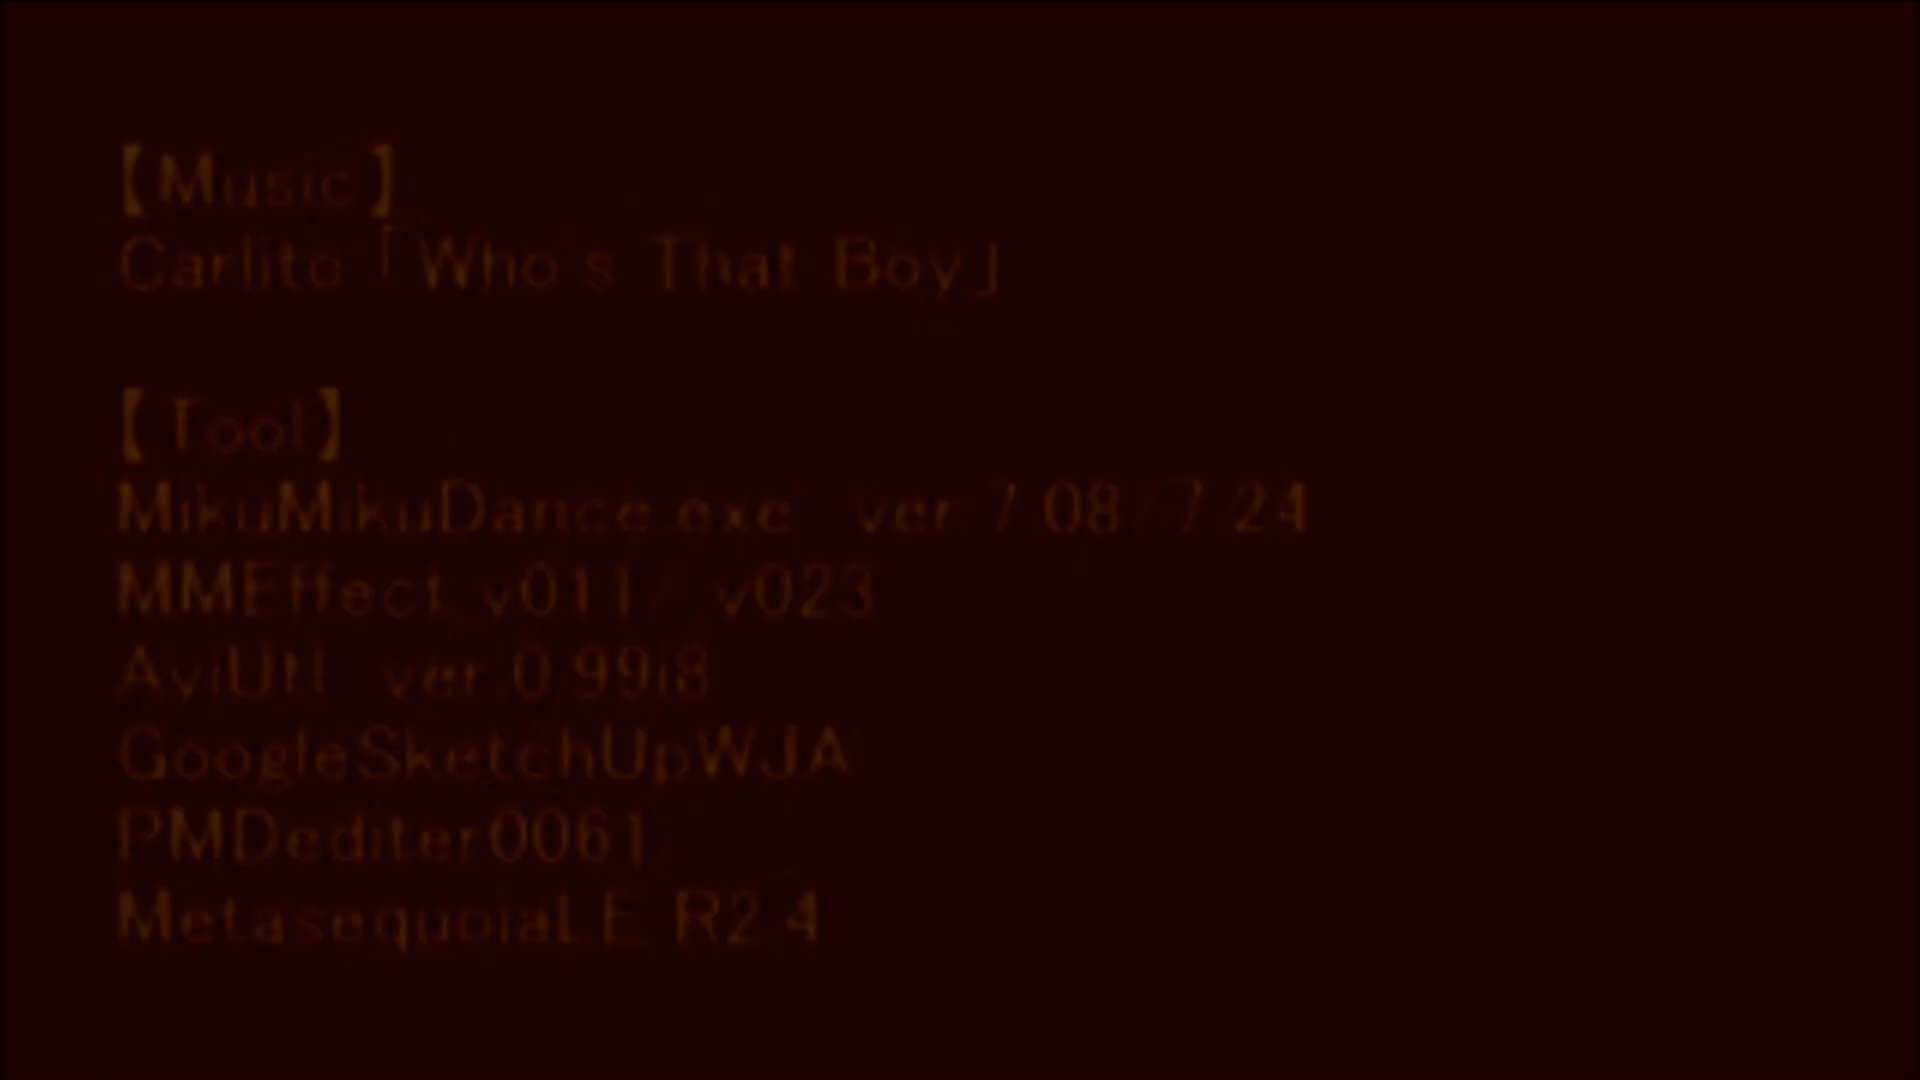 【Music】
Carlito「Who's That Boy」
【Tool】
MikuMikuDance.exe ver.7.08/7.24
MMEffect v011/ v023
AviUtl ver.0.99i8
GoogleSketchUpWJA
PMDediter0061
MetasequoiaLE R2.4